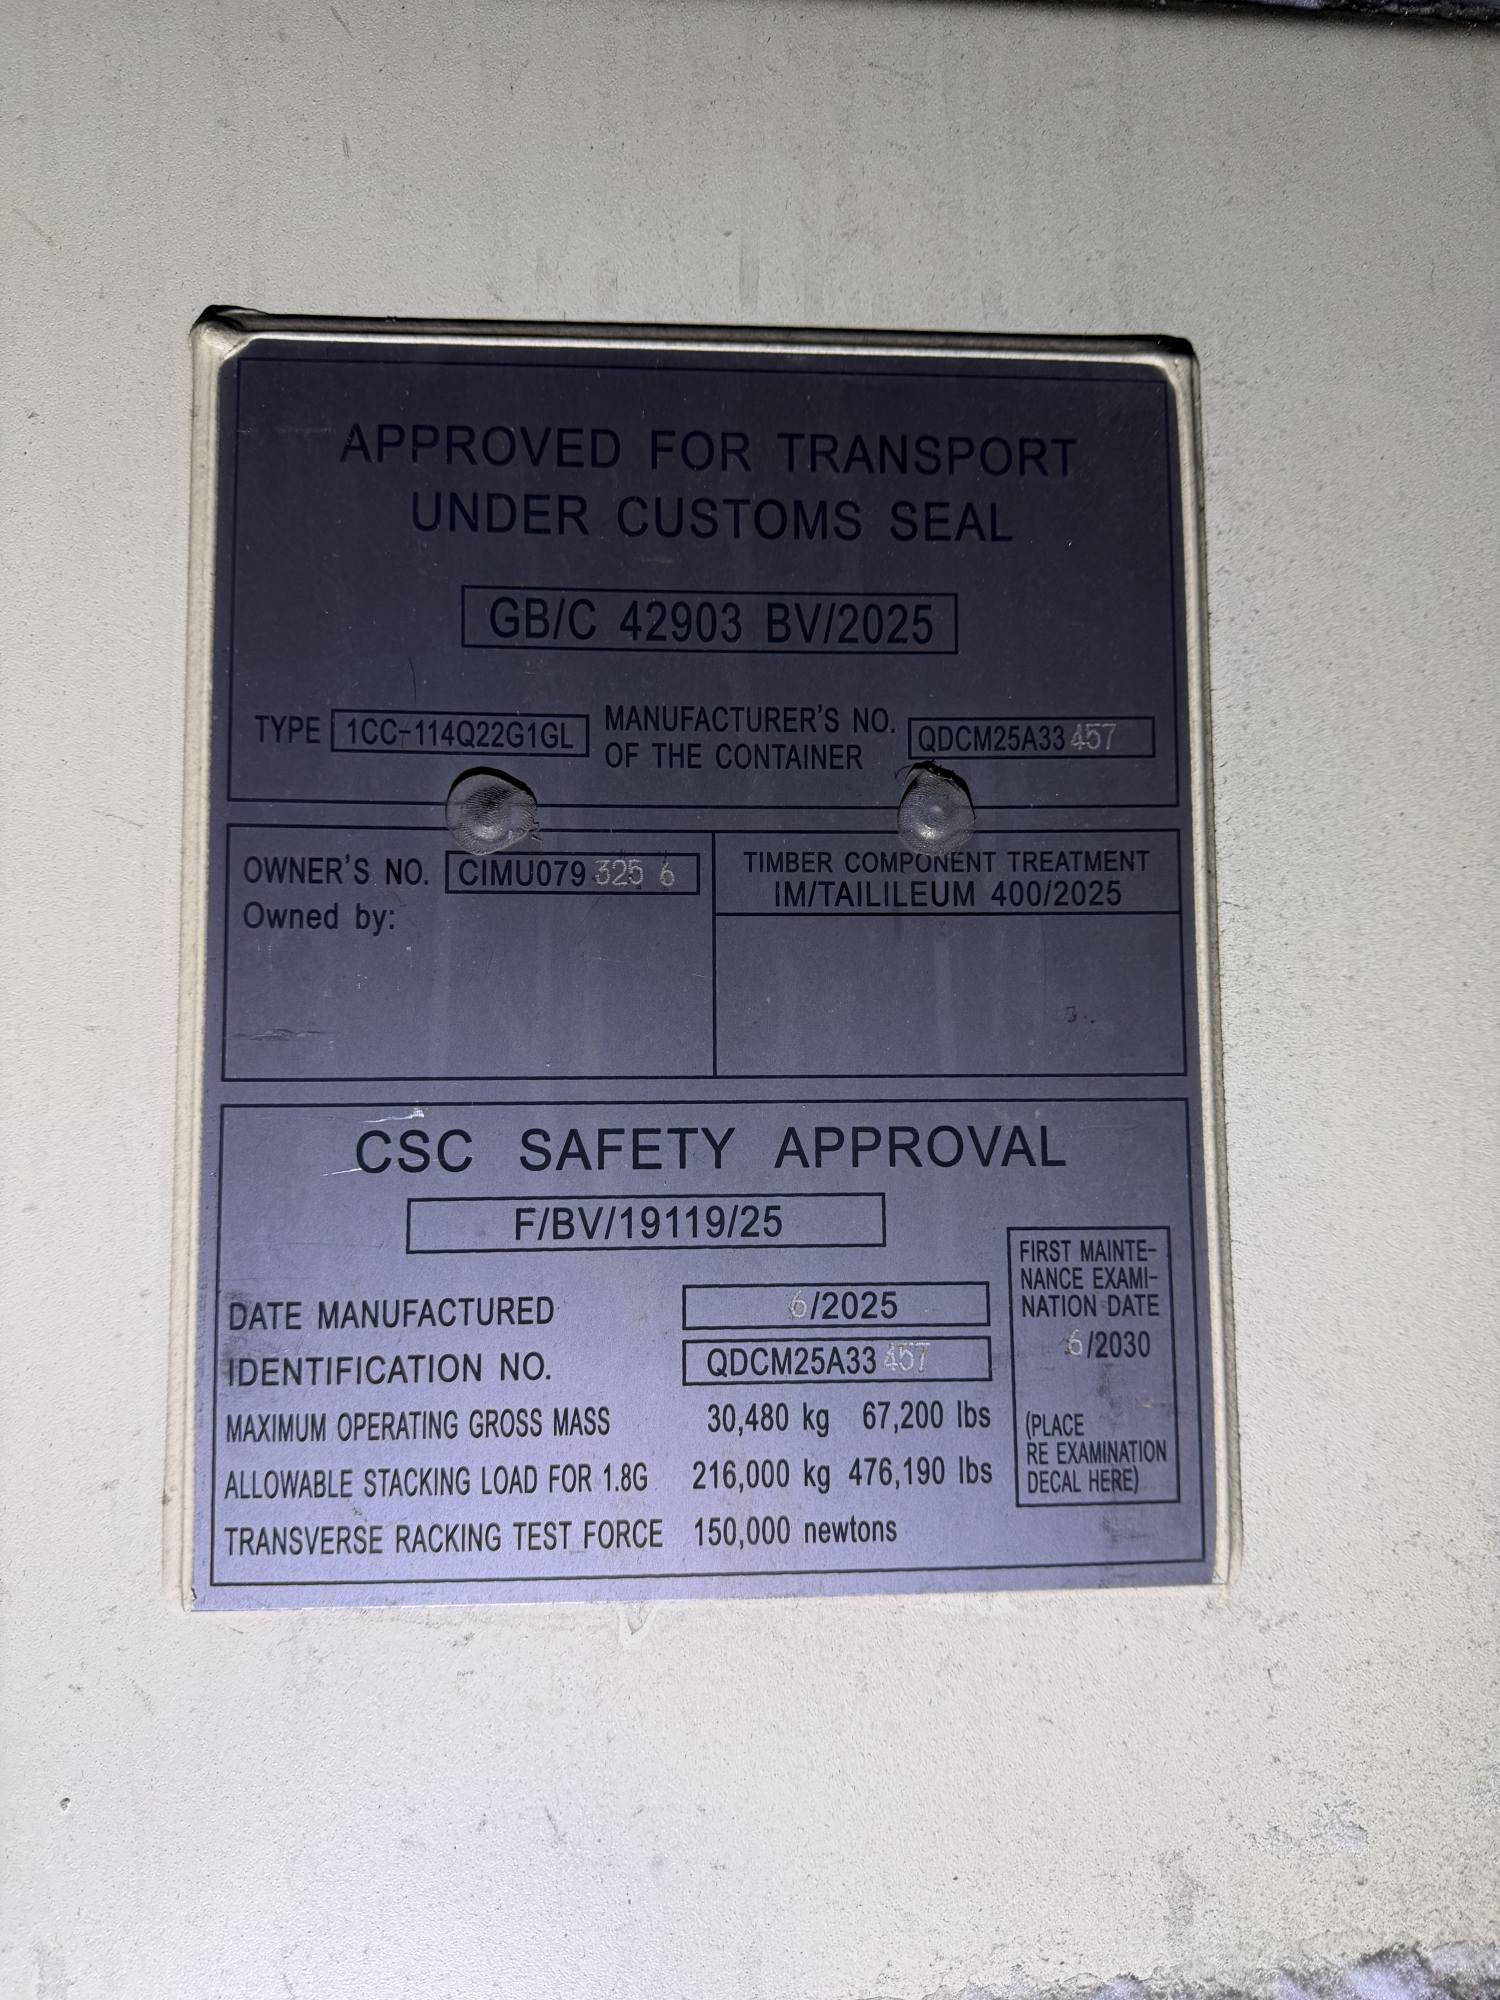 APPROVED FOR TRANSPORT
UNDER CUSTOMS SEAL
GB/C 42903 BV/2025
TYPE 1CC-114Q22G1GL
MANUFACTURER'S NO.
OF THE CONTAINER
QDCM25A33 457
OWNER'S NO. CIMU079 325 6
Owned by:
TIMBER COMPONENT TREATMENT
IM/TAILILEUM 400/2025
CSC SAFETY APPROVAL
F/BV/19119/25
DATE MANUFACTURED 6/2025
IDENTIFICATION NO. QDCM25A33 457
MAXIMUM OPERATING GROSS MASS 30,480 kg 67,200 lbs
ALLOWABLE STACKING LOAD FOR 1.8G 216,000 kg 476,190 lbs
TRANSVERSE RACKING TEST FORCE 150,000 newtons
FIRST MAINTE-
NANCE EXAMI-
NATION DATE
6/2030
(PLACE
RE EXAMINATION
DECAL HERE)